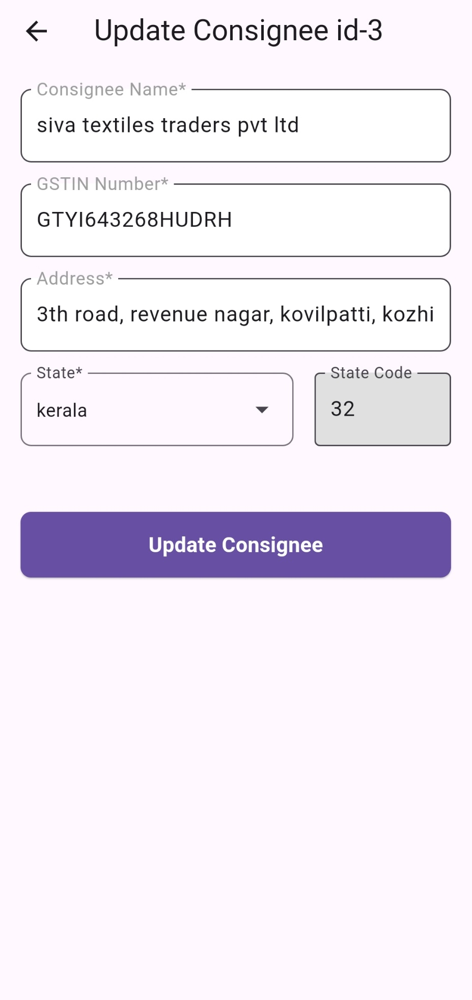 Update Consignee id-3
Consignee Name*
siva textiles traders pvt ltd
GSTIN Number*
GTYI643268HUDRH
Address*
3th road, revenue nagar, kovilpatti, kozhi
State*
State Code
kerala
32
Update Consignee